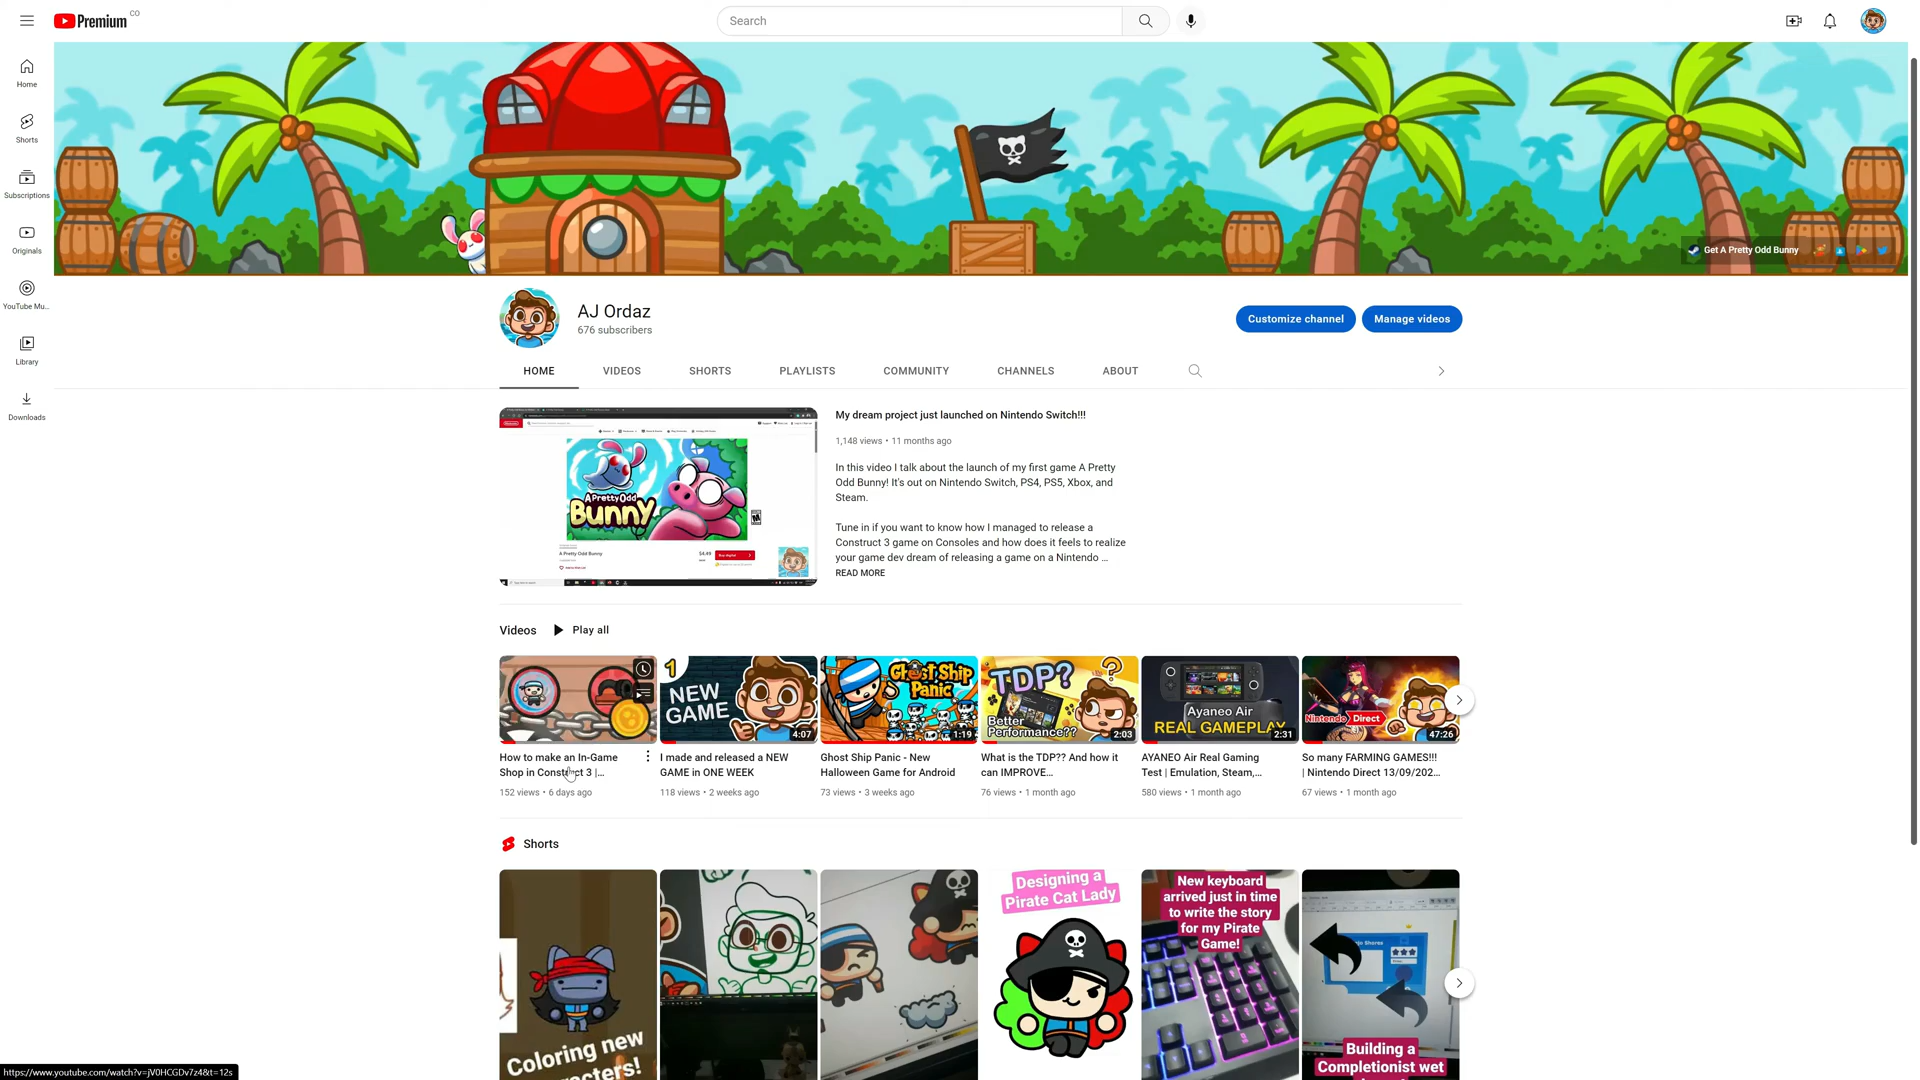 Premium CO
Search
Home
Shorts
Subscriptions
Originals
YouTube Mu...
Library
Downloads
Get A Pretty Odd Bunny
AJ Ordaz
676 subscribers
Customize channel
Manage videos
HOME
VIDEOS
SHORTS
PLAYLISTS
COMMUNITY
CHANNELS
ABOUT
A Pretty Odd
Bunny
A Pretty Odd Bunny
$4.49
My dream project just launched on Nintendo Switch!!!
1,148 views • 11 months ago
In this video I talk about the launch of my first game A Pretty
Odd Bunny! It's out on Nintendo Switch, PS4, PS5, Xbox, and
Steam.
Tune in if you want to know how I managed to release a
Construct 3 game on Consoles and how does it feels to realize
your game dev dream of releasing a game on a Nintendo ...
READ MORE
Videos
Play all
1
NEW
GAME
4:07
Ghost Ship
Panic
1:19
TDP?
?
Better
Performance??
2:03
Ayaneo Air
REAL GAMEPLAY
2:31
Nintendo Direct
47:26
How to make an In-Game
Shop in Construct 3 |...
152 views • 6 days ago
I made and released a NEW
GAME in ONE WEEK
118 views • 2 weeks ago
Ghost Ship Panic - New
Halloween Game for Android
73 views • 3 weeks ago
What is the TDP?? And how it
can IMPROVE...
76 views • 1 month ago
AYANEO Air Real Gaming
Test | Emulation, Steam,...
580 views • 1 month ago
So many FARMING GAMES!!!
| Nintendo Direct 13/09/202...
67 views • 1 month ago
Shorts
Coloring new
Designing a
Pirate Cat Lady
New keyboard
arrived just in time
to write the story
for my Pirate
Game!
Building a
Completionist wet
https://www.youtube.com/watch?v=jV0HCGDv7z4&t=12s